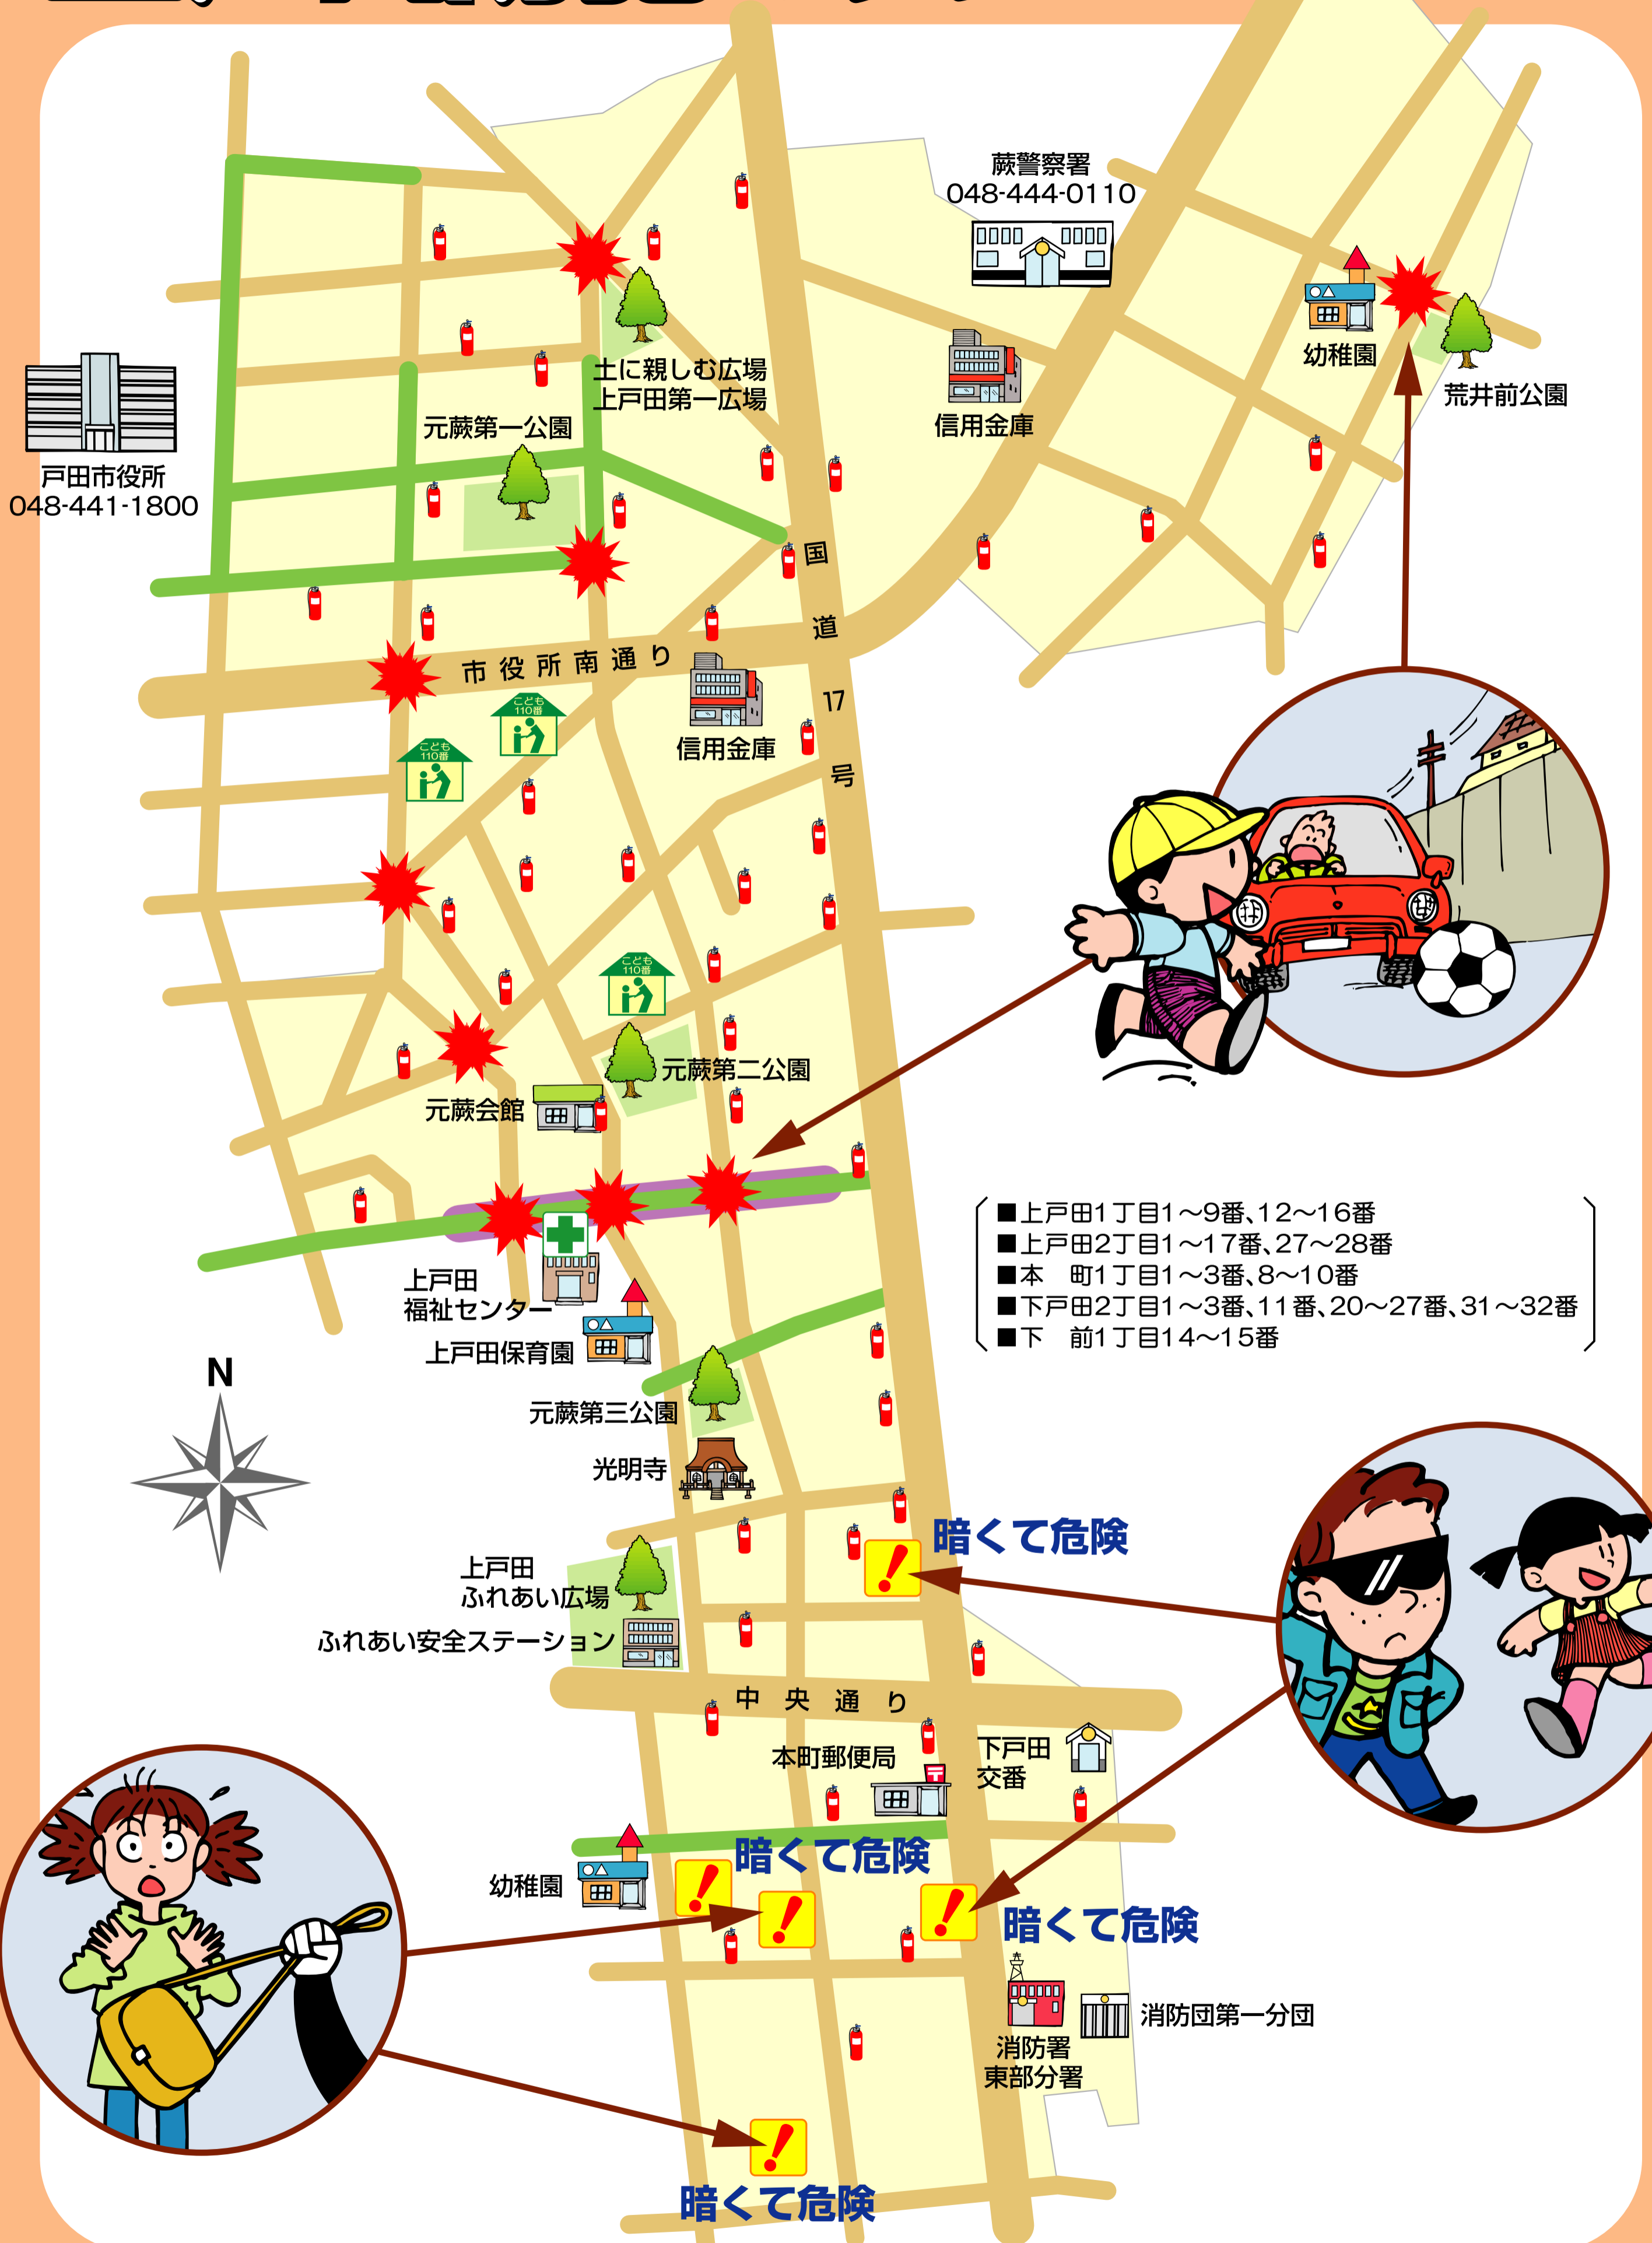 蕨警察署
048-444-0110
幼稚園
荒井前公園
土に親しむ広場
上戸田第一広場
信用金庫
元蕨第一公園
戸田市役所
048-441-1800
国道17号
市役所南通り
信用金庫
こども
110番
こども
110番
こども
110番
元蕨第二公園
元蕨会館
■上戸田1丁目1〜9番、12〜16番
■上戸田2丁目1〜17番、27〜28番
■本　町1丁目1〜3番、8〜10番
■下戸田2丁目1〜3番、11番、20〜27番、31〜32番
■下　前1丁目14〜15番
上戸田
福祉センター
上戸田保育園
N
元蕨第三公園
光明寺
暗くて危険
上戸田
ふれあい広場
ふれあい安全ステーション
中央通り
本町郵便局
下戸田
交番
暗くて危険
幼稚園
暗くて危険
消防団第一分団
消防署
東部分署
暗くて危険